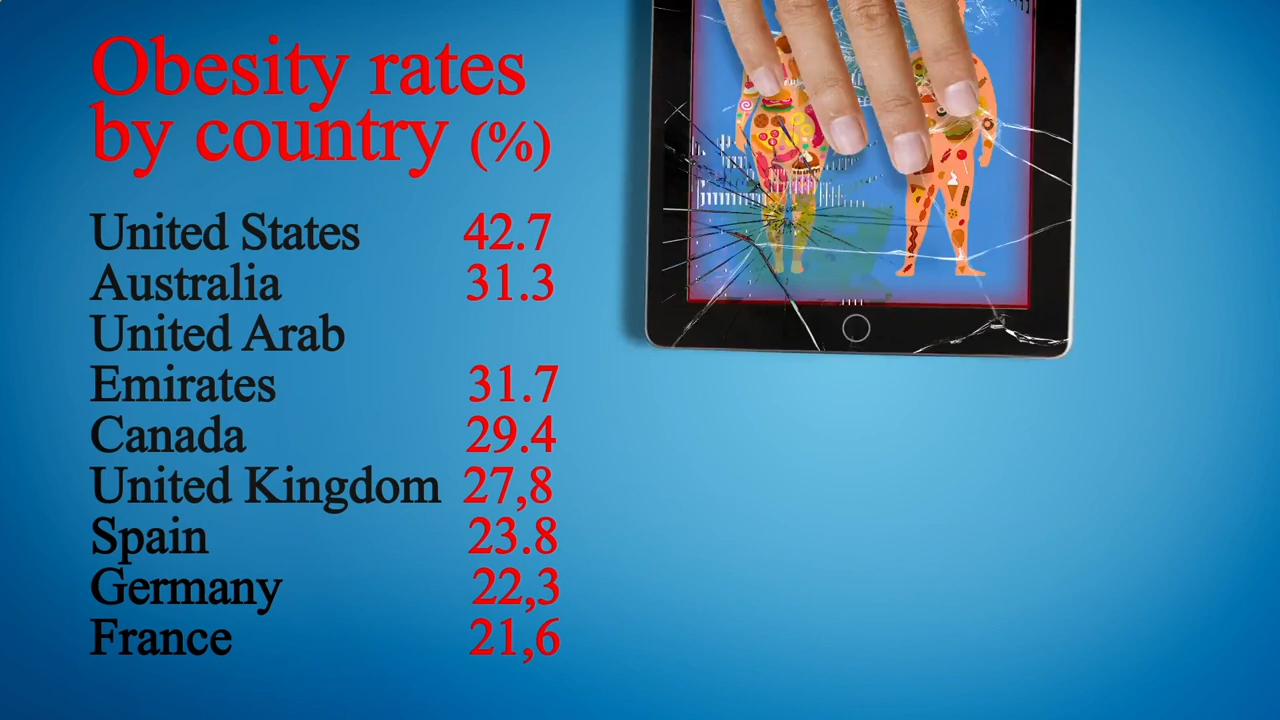 Obesity rates
by country (%)
United States 42.7
Australia 31.3
United Arab
Emirates 31.7
Canada 29.4
United Kingdom 27,8
Spain 23.8
Germany 22,3
France 21,6